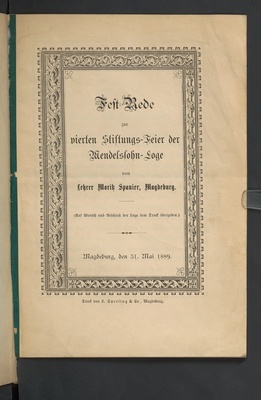 Fest-Rede
zur
vierten Stiftungs-Feier der
Mendelssohn-Loge
von
Lehrer Moritz Spanier, Magdeburg.
(Auf Wunsch und Beschluß der Loge dem Druck übergeben.)
Magdeburg, den 31. Mai 1889.
Druck von E. Sperling & Co., Magdeburg.